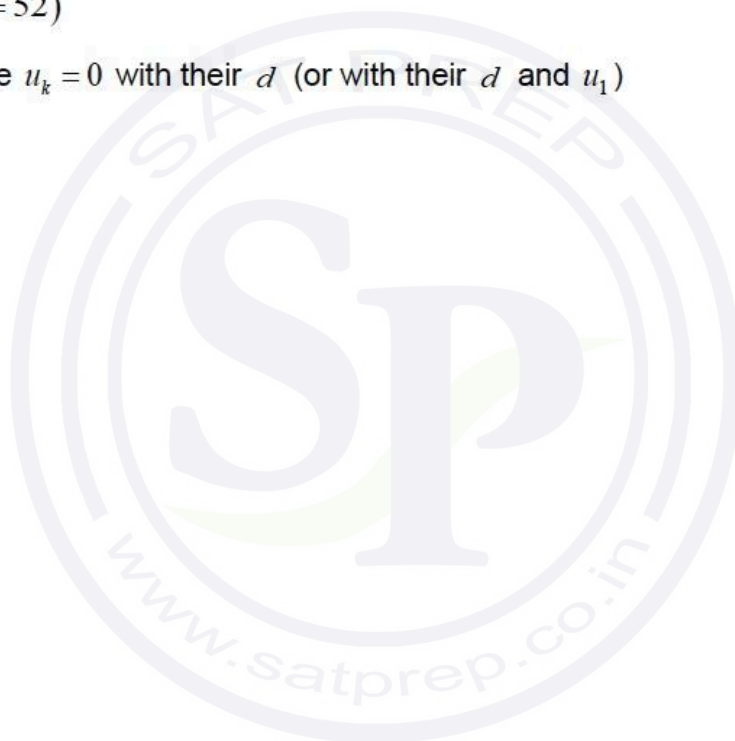 = 52)
e u_k = 0 with their d (or with their d and u_1)
SAT PREP
SP
www.satprep.co.in